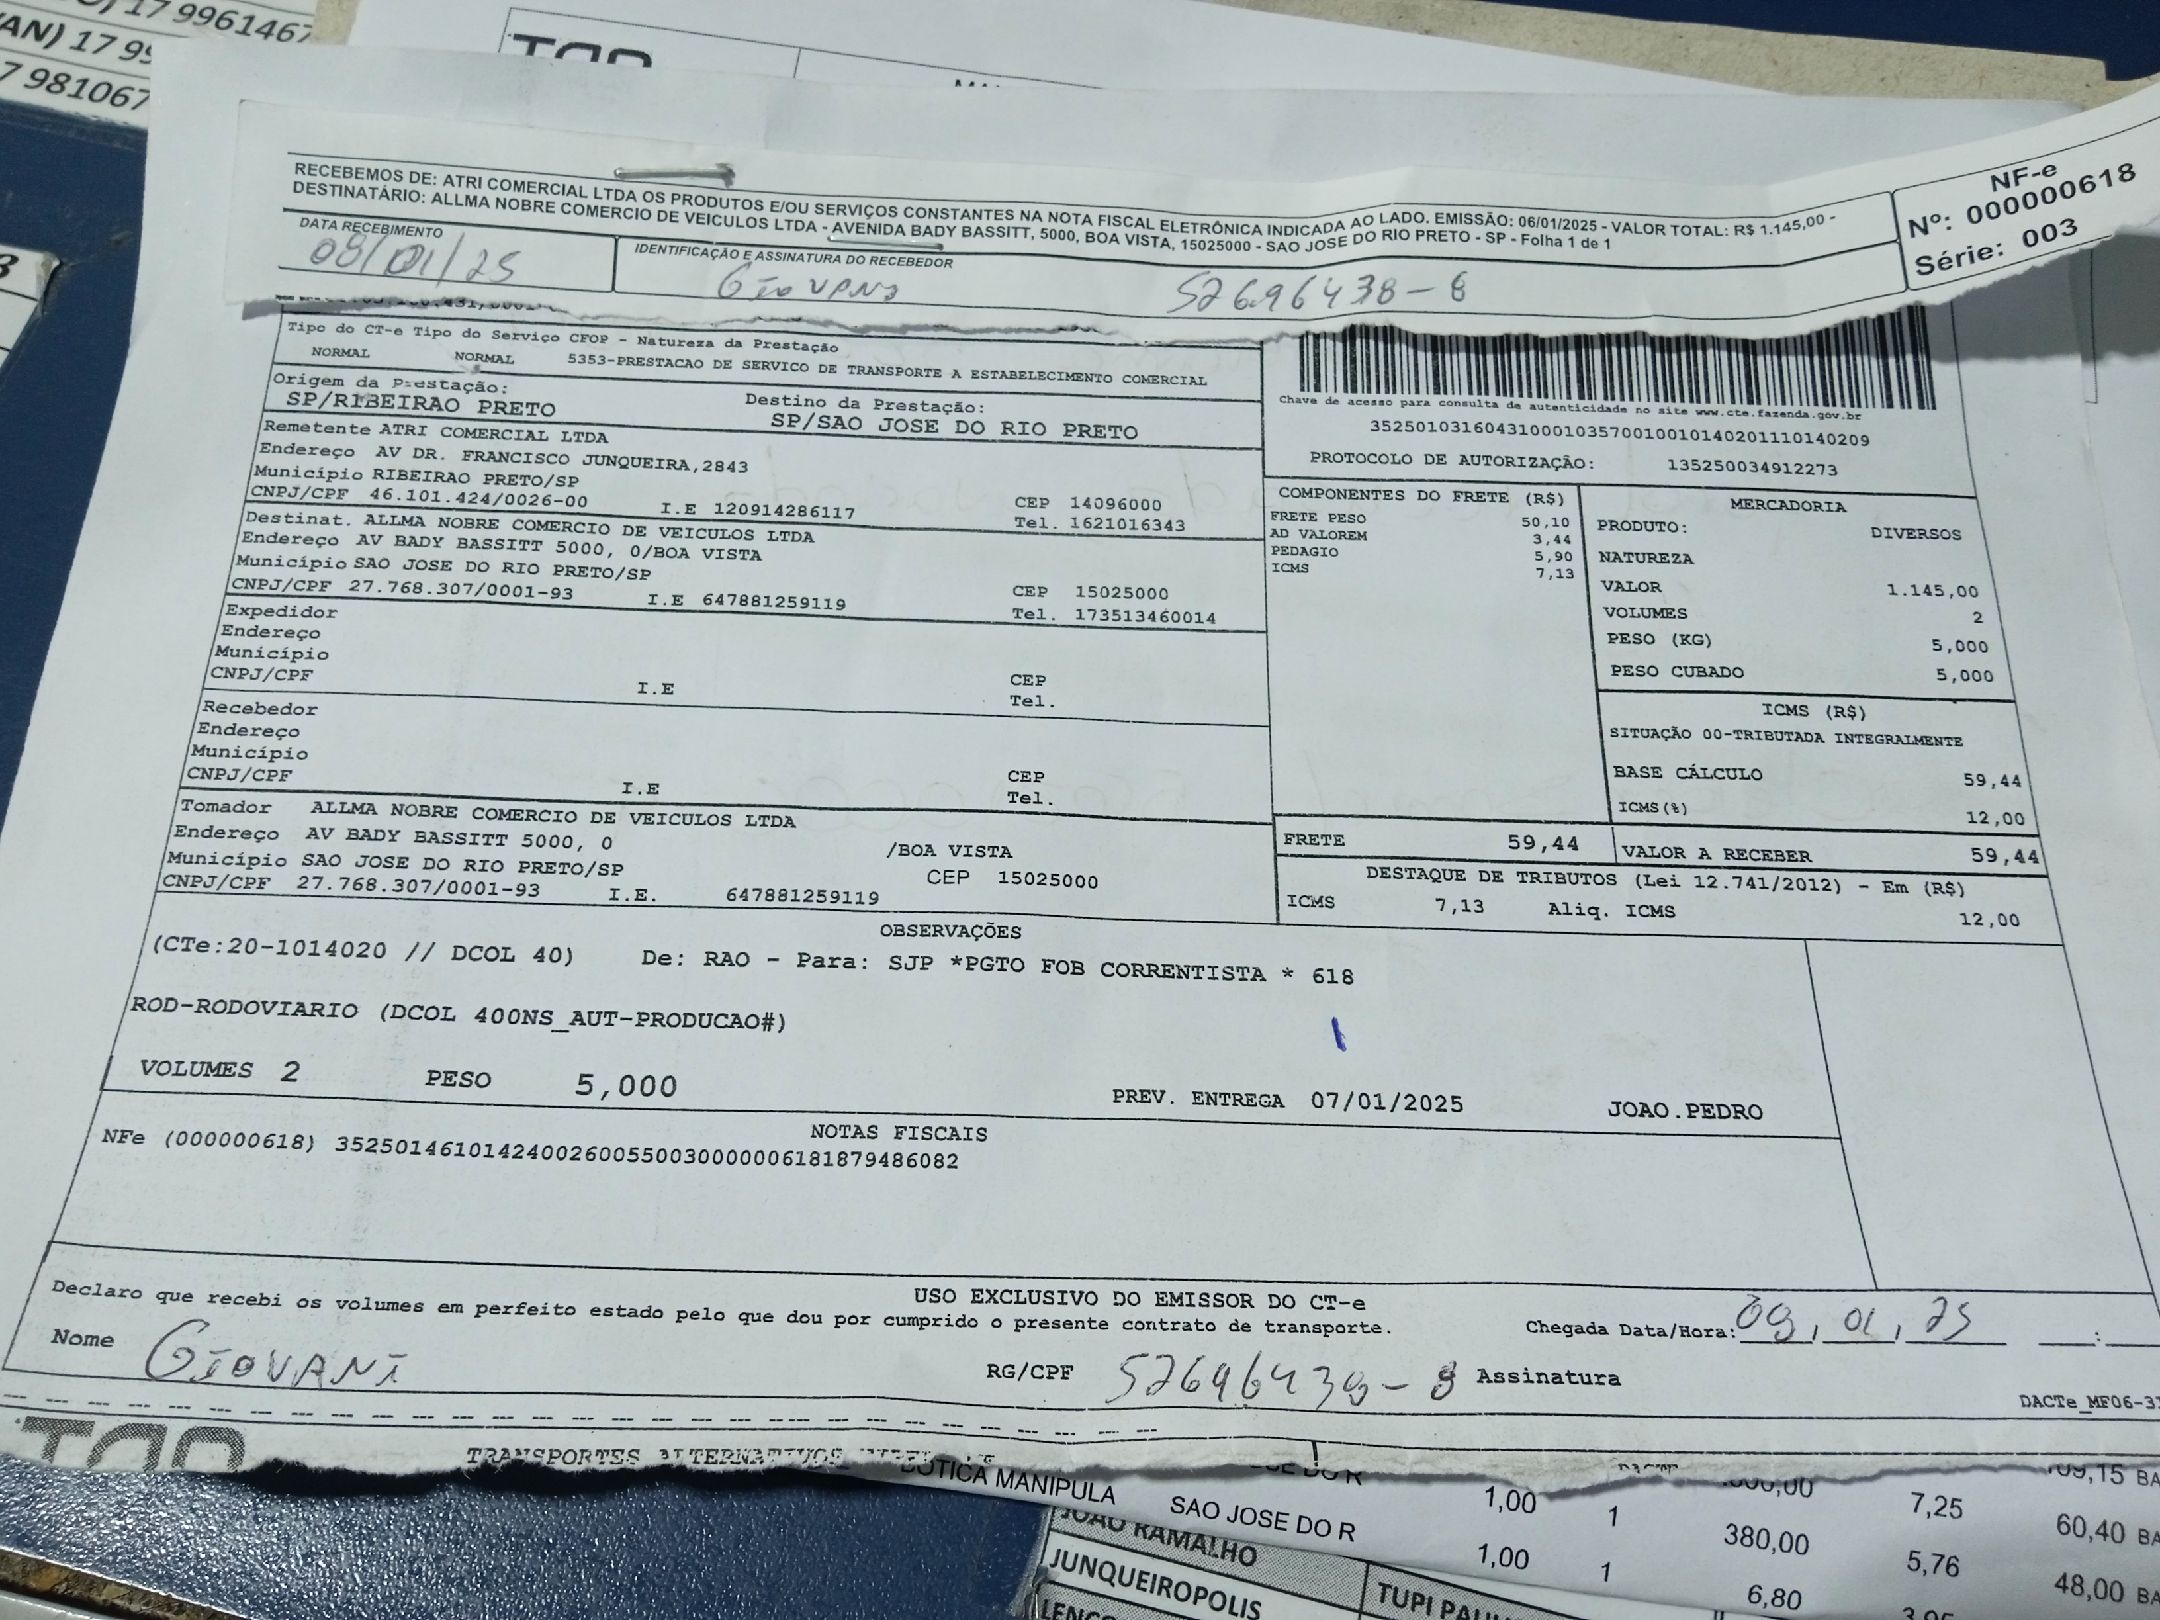 17 9961467
AN) 17 99
7 981067
RECEBEMOS DE: ATRI COMERCIAL LTDA OS PRODUTOS E/OU SERVIÇOS CONSTANTES NA NOTA FISCAL ELETRÔNICA INDICADA AO LADO. EMISSÃO: 06/01/2025 - VALOR TOTAL: R$ 1.145,00 -
DESTINATÁRIO: ALLMA NOBRE COMERCIO DE VEICULOS LTDA - AVENIDA BADY BASSITT, 5000, BOA VISTA, 15025000 - SAO JOSE DO RIO PRETO - SP - Folha 1 de 1
NF-e
Nº: 000000618
Série: 003
DATA RECEBIMENTO
08/01/25
IDENTIFICAÇÃO E ASSINATURA DO RECEBEDOR
GIOVANI 52696438-8
Tipo do CT-e Tipo do Serviço CFOP - Natureza da Prestação
NORMAL NORMAL 5353-PRESTACAO DE SERVICO DE TRANSPORTE A ESTABELECIMENTO COMERCIAL
Origem da Prestação: Destino da Prestação:
SP/RIBEIRAO PRETO SP/SAO JOSE DO RIO PRETO
Chave de acesso para consulta de autenticidade no site www.cte.fazenda.gov.br
35250103160431000103570010010140201110140209
PROTOCOLO DE AUTORIZAÇÃO: 135250034912273
Remetente ATRI COMERCIAL LTDA
Endereço AV DR. FRANCISCO JUNQUEIRA,2843
Município RIBEIRAO PRETO/SP CEP 14096000
CNPJ/CPF 46.101.424/0026-00 I.E 120914286117 Tel. 1621016343
Destinat. ALLMA NOBRE COMERCIO DE VEICULOS LTDA
Endereço AV BADY BASSITT 5000, 0/BOA VISTA
Município SAO JOSE DO RIO PRETO/SP CEP 15025000
CNPJ/CPF 27.768.307/0001-93 I.E 647881259119 Tel. 173513460014
Expedidor
Endereço
Município CEP
CNPJ/CPF I.E Tel.
Recebedor
Endereço
Município CEP
CNPJ/CPF I.E Tel.
Tomador ALLMA NOBRE COMERCIO DE VEICULOS LTDA
Endereço AV BADY BASSITT 5000, 0 /BOA VISTA
Município SAO JOSE DO RIO PRETO/SP CEP 15025000
CNPJ/CPF 27.768.307/0001-93 I.E. 647881259119
COMPONENTES DO FRETE (R$)
FRETE PESO 50,10
AD VALOREM 3,44
PEDAGIO 5,90
ICMS 7,13
MERCADORIA
PRODUTO: DIVERSOS
NATUREZA
VALOR 1.145,00
VOLUMES 2
PESO (KG) 5,000
PESO CUBADO 5,000
ICMS (R$)
SITUAÇÃO 00-TRIBUTADA INTEGRALMENTE
BASE CÁLCULO 59,44
ICMS(%) 12,00
FRETE 59,44 VALOR A RECEBER 59,44
DESTAQUE DE TRIBUTOS (Lei 12.741/2012) - Em (R$)
ICMS 7,13 Aliq. ICMS 12,00
OBSERVAÇÕES
(CTe:20-1014020 // DCOL 40) De: RAO - Para: SJP *PGTO FOB CORRENTISTA * 618
ROD-RODOVIARIO (DCOL 400NS_AUT-PRODUCAO#)
VOLUMES 2 PESO 5,000 PREV. ENTREGA 07/01/2025 JOAO.PEDRO
NOTAS FISCAIS
NFe (000000618) 35250146101424002600550030000006181879486082
USO EXCLUSIVO DO EMISSOR DO CT-e
Declaro que recebi os volumes em perfeito estado pelo que dou por cumprido o presente contrato de transporte.
Chegada Data/Hora: 08,01,25 :
Nome GIOVANI RG/CPF 52696438-8 Assinatura
DACTe_MF06-3
TRANSPORTES ALTERNATIVOS
BOTICA MANIPULA SAO JOSE DO R 1,00 1 380,00 7,25 60,40 BA
1,00 1 6,80 5,76 48,00 BA
09,15 BA
JOAO RAMALHO
JUNQUEIROPOLIS
TUPI PAU